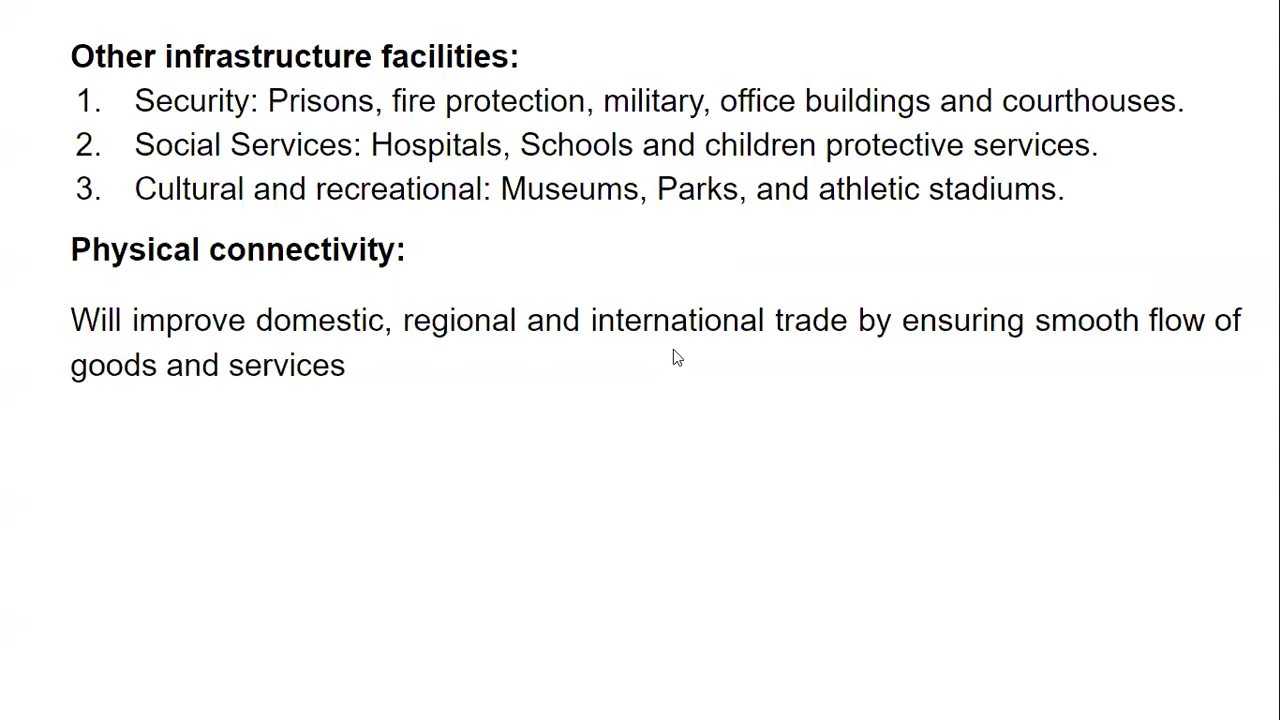 Other infrastructure facilities:
1. Security: Prisons, fire protection, military, office buildings and courthouses.
2. Social Services: Hospitals, Schools and children protective services.
3. Cultural and recreational: Museums, Parks, and athletic stadiums.
Physical connectivity:
Will improve domestic, regional and international trade by ensuring smooth flow of
goods and services